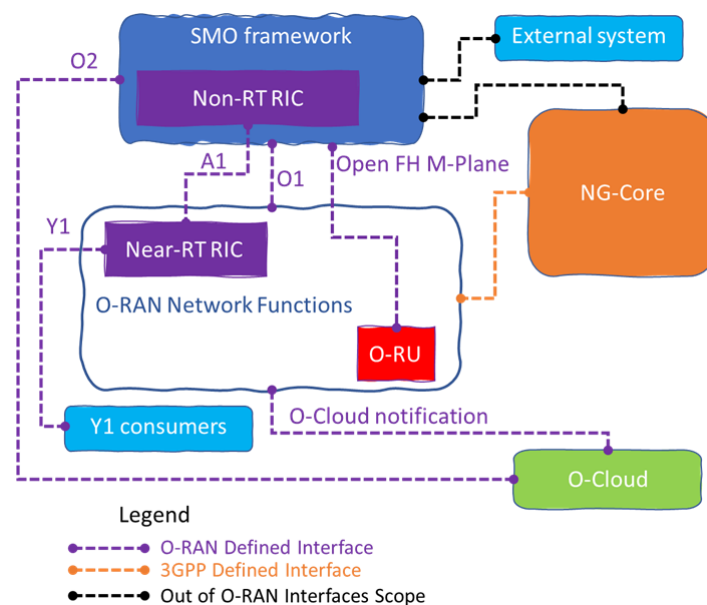 SMO framework
External system
O2
Non-RT RIC
A1
O1
Open FH M-Plane
NG-Core
Y1
Near-RT RIC
O-RAN Network Functions
O-RU
O-Cloud notification
Y1 consumers
O-Cloud
Legend
O-RAN Defined Interface
3GPP Defined Interface
Out of O-RAN Interfaces Scope